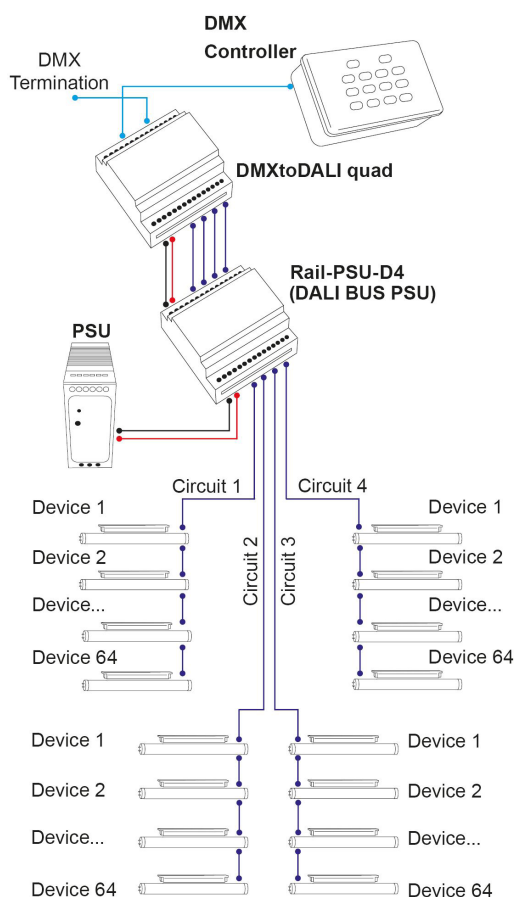 DMX
Controller
DMX
Termination
DMXtoDALI quad
Rail-PSU-D4
(DALI BUS PSU)
PSU
Circuit 1
Circuit 4
Device 1
Device 2
Device...
Device 64
Circuit 2
Circuit 3
Device 1
Device 2
Device...
Device 64
Device 1
Device 2
Device...
Device 64
Device 1
Device 2
Device...
Device 64